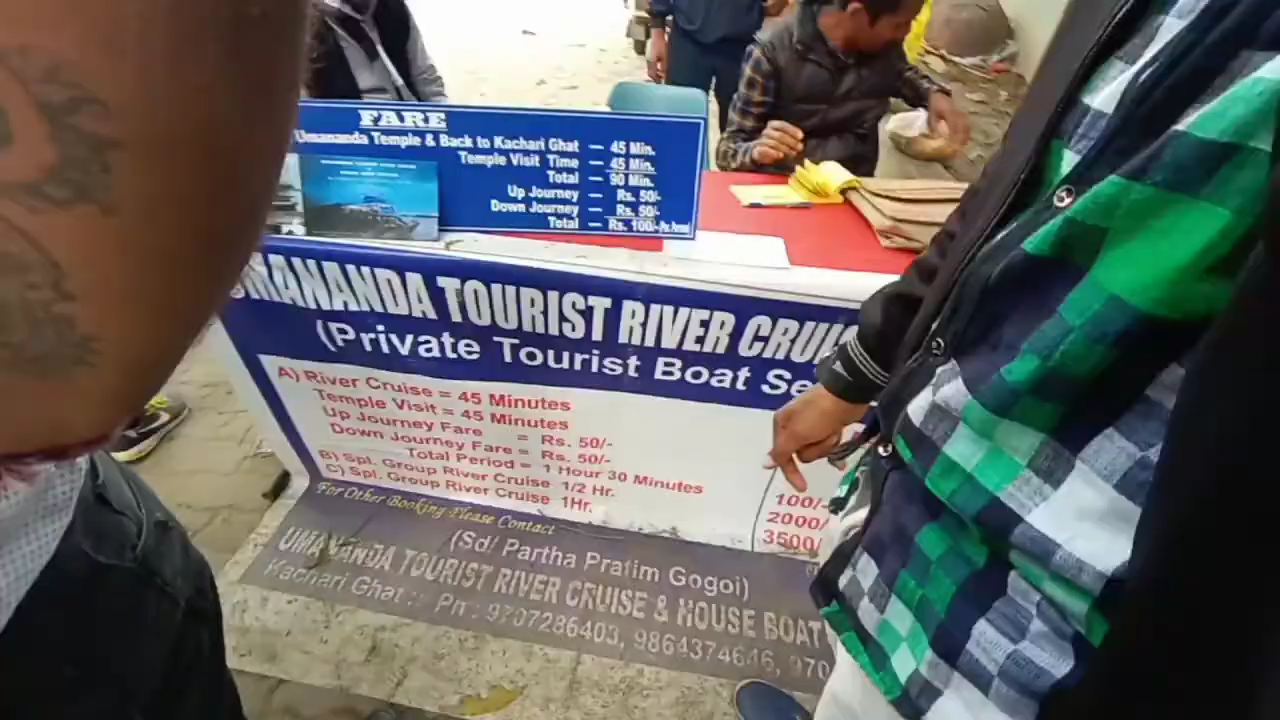 FARE
Umananda Temple & Back to Kachari Ghat — 45 Min.
Temple Visit Time — 45 Min.
Total — 90 Min.
Up Journey — Rs. 50/-
Down Journey — Rs. 50/-
Total — Rs. 100/-
UMANANDA TOURIST RIVER CRUIS
(Private Tourist Boat Se
A) River Cruise = 45 Minutes
Temple Visit = 45 Minutes
Up Journey Fare = Rs. 50/-
Down Journey Fare = Rs. 50/-
Total Period = 1 Hour 30 Minutes 100/-
B) Spl. Group River Cruise 1/2 Hr. 2000/
C) Spl. Group River Cruise 1Hr. 3500/
For Other Booking Please Contact
(Sd/ Partha Pratim Gogoi)
UMANANDA TOURIST RIVER CRUISE & HOUSE BOAT
Kachari Ghat :: Pn: 9707286403, 9864374646, 970